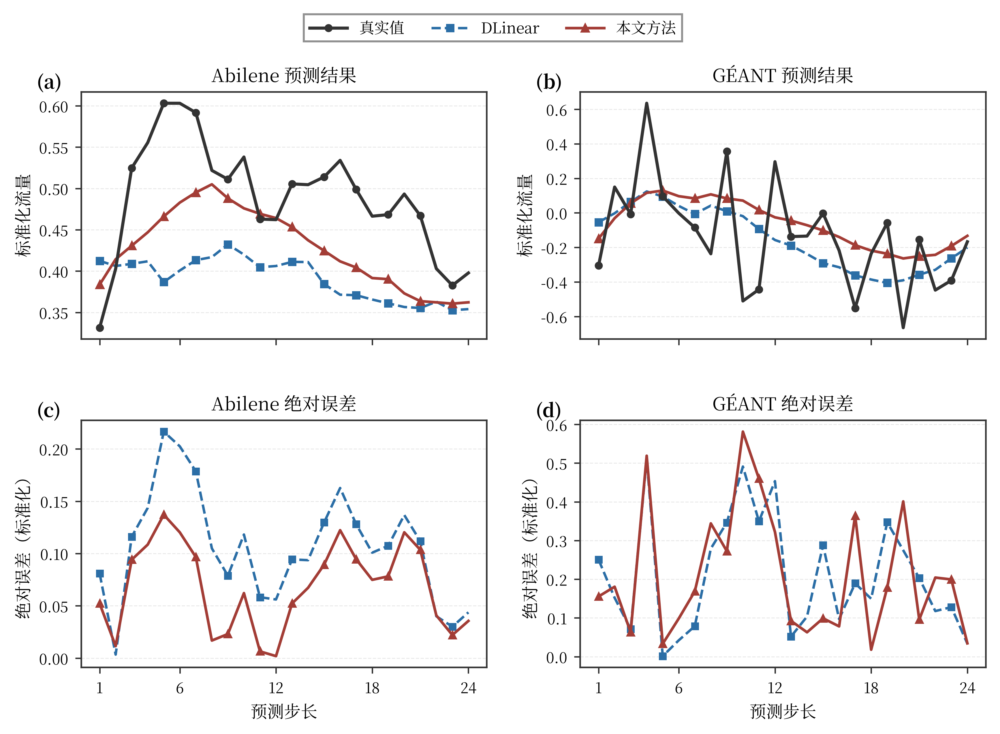 真实值 DLinear 本文方法
(a) Abilene 预测结果
标准化流量
0.60
0.55
0.50
0.45
0.40
0.35
(b) GÉANT 预测结果
标准化流量
0.6
0.4
0.2
0.0
-0.2
-0.4
-0.6
(c) Abilene 绝对误差
绝对误差（标准化）
0.20
0.15
0.10
0.05
0.00
1 6 12 18 24
预测步长
(d) GÉANT 绝对误差
绝对误差（标准化）
0.6
0.5
0.4
0.3
0.2
0.1
0.0
1 6 12 18 24
预测步长